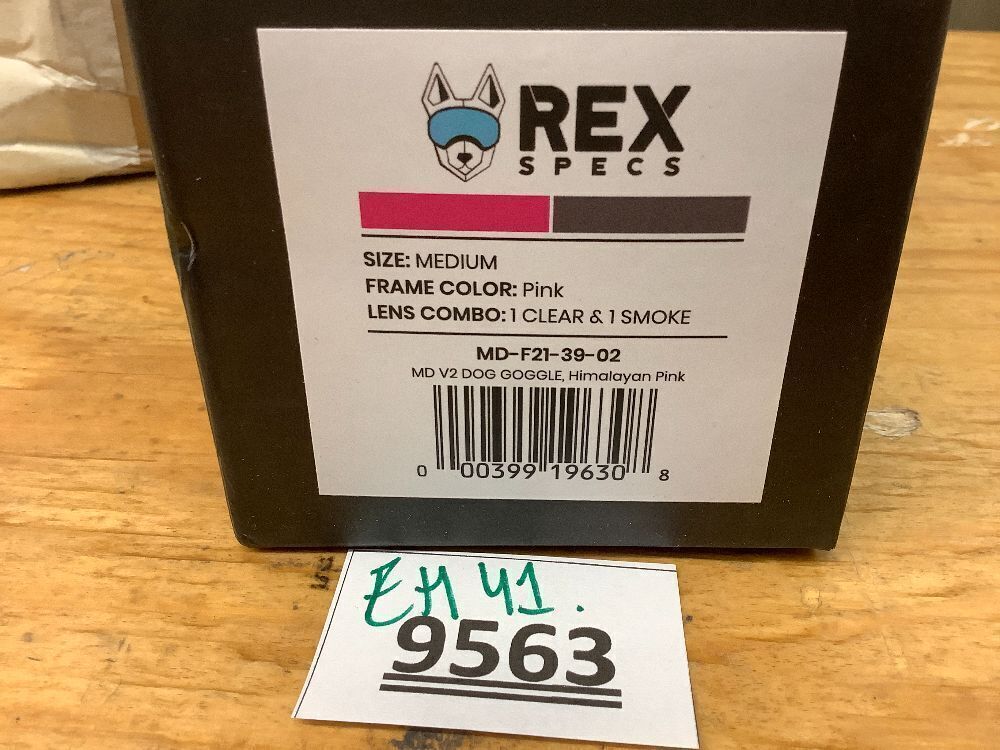 REX
SPECS
SIZE: MEDIUM
FRAME COLOR: Pink
LENS COMBO: 1 CLEAR & 1 SMOKE
MD-F21-39-02
MD V2 DOG GOGGLE, Himalayan Pink
0 00399 19630 8
EH 41.
9563